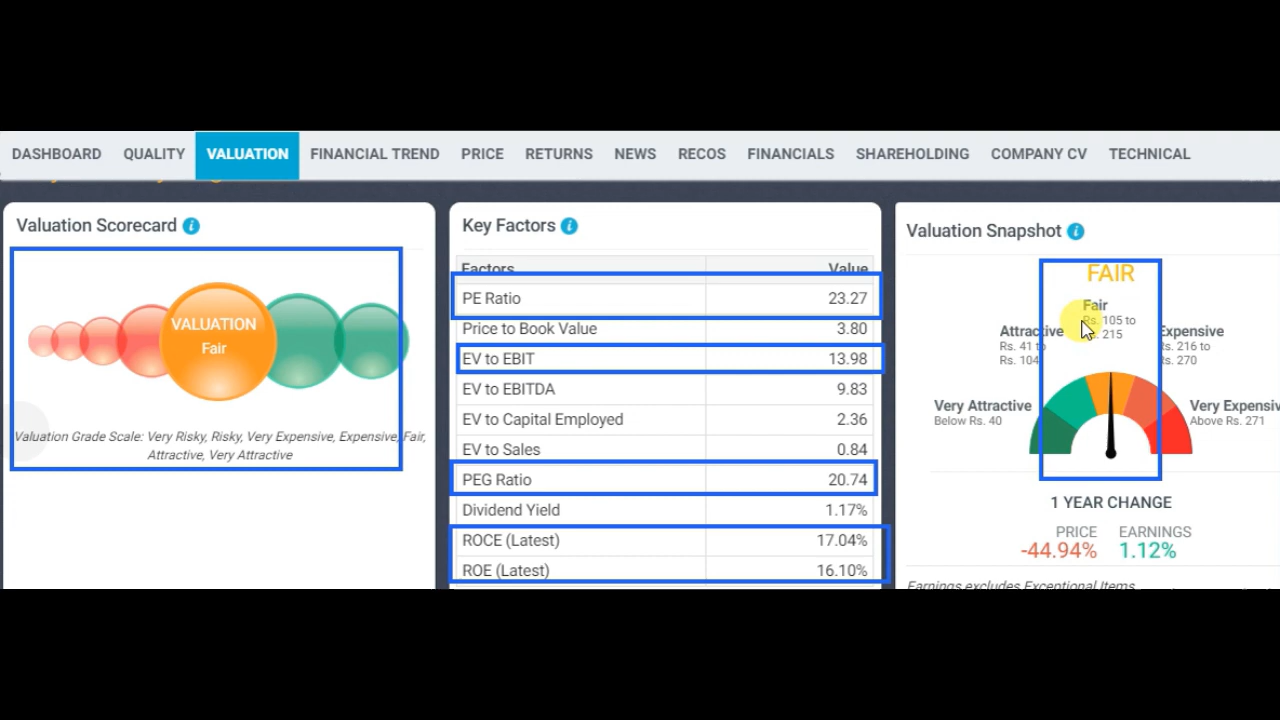 DASHBOARD QUALITY VALUATION FINANCIAL TREND PRICE RETURNS NEWS RECOS FINANCIALS SHAREHOLDING COMPANY CV TECHNICAL
Valuation Scorecard
VALUATION
Fair
Valuation Grade Scale: Very Risky, Risky, Very Expensive, Expensive, Fair,
Attractive, Very Attractive
Key Factors
Factors Value
PE Ratio 23.27
Price to Book Value 3.80
EV to EBIT 13.98
EV to EBITDA 9.83
EV to Capital Employed 2.36
EV to Sales 0.84
PEG Ratio 20.74
Dividend Yield 1.17%
ROCE (Latest) 17.04%
ROE (Latest) 16.10%
Valuation Snapshot
FAIR
Fair
Rs. 105 to
215
Attractive
Rs. 41 to
Rs. 104
Expensive
Rs. 216 to
Rs. 270
Very Attractive
Below Rs. 40
Very Expensiv
Above Rs. 271
1 YEAR CHANGE
PRICE EARNINGS
-44.94% 1.12%
Earnings excludes Exceptional Items